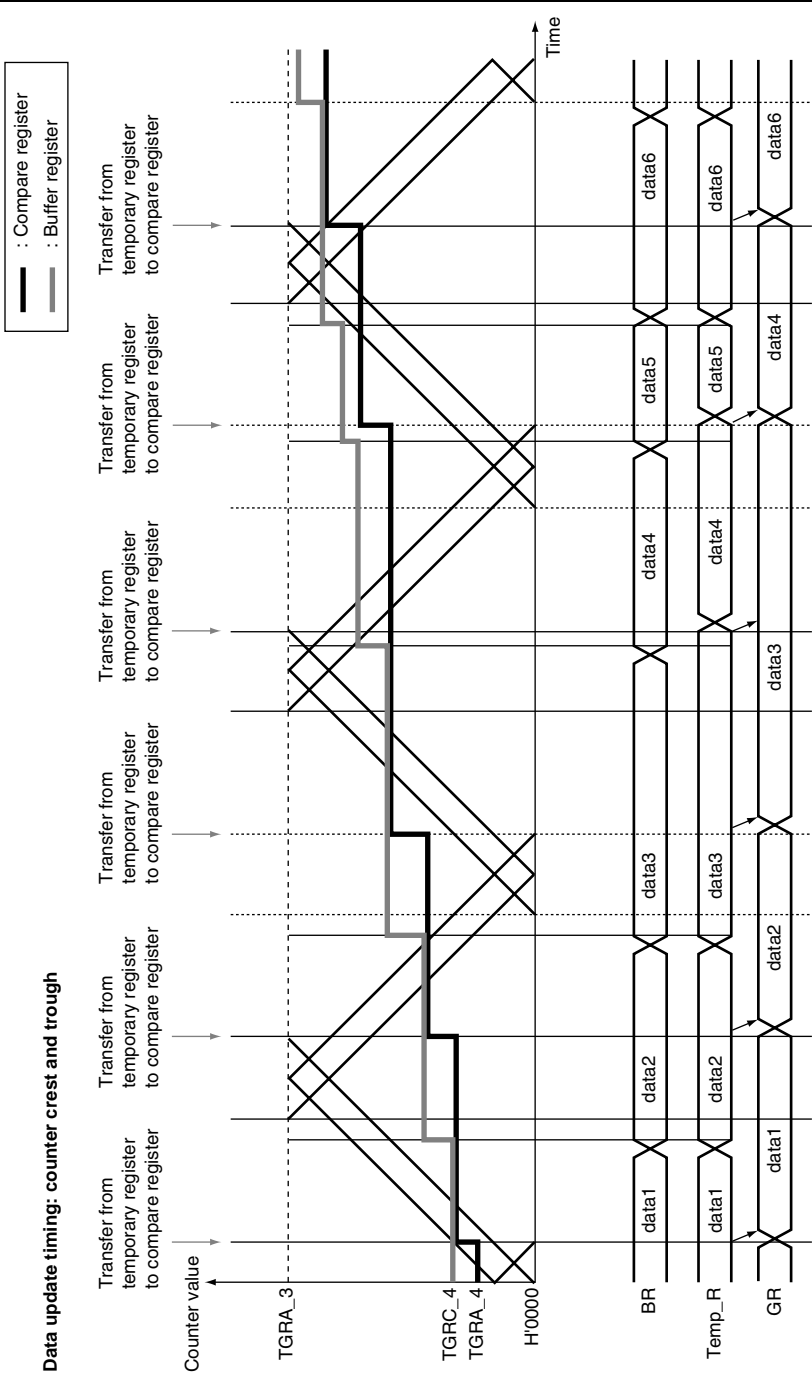 Data update timing: counter crest and trough
: Compare register
: Buffer register
Transfer from
temporary register
to compare register
Transfer from
temporary register
to compare register
Transfer from
temporary register
to compare register
Transfer from
temporary register
to compare register
Transfer from
temporary register
to compare register
Transfer from
temporary register
to compare register
Counter value
TGRA_3
TGRC_4
TGRA_4
H'0000
Time
BR
data1
data2
data3
data4
data5
data6
Temp_R
data1
data2
data3
data4
data5
data6
GR
data1
data2
data3
data4
data6